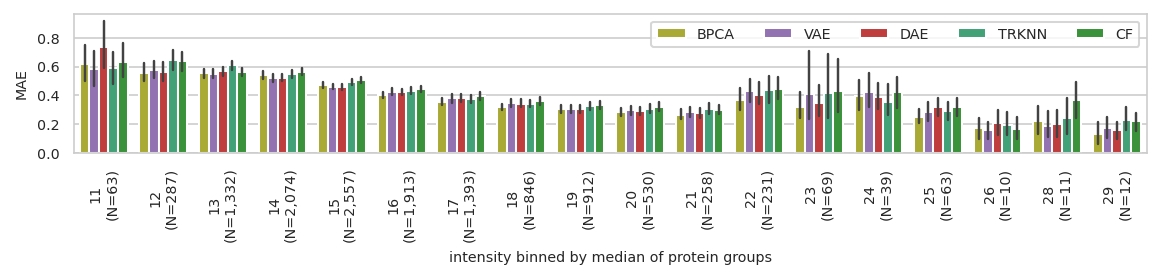 BPCA VAE DAE TRKNN CF
MAE
0.8
0.6
0.4
0.2
0.0
11
(N=63)
12
(N=287)
13
(N=1,332)
14
(N=2,074)
15
(N=2,557)
16
(N=1,913)
17
(N=1,393)
18
(N=846)
19
(N=912)
20
(N=530)
21
(N=258)
22
(N=231)
23
(N=69)
24
(N=39)
25
(N=63)
26
(N=10)
28
(N=11)
29
(N=12)
intensity binned by median of protein groups